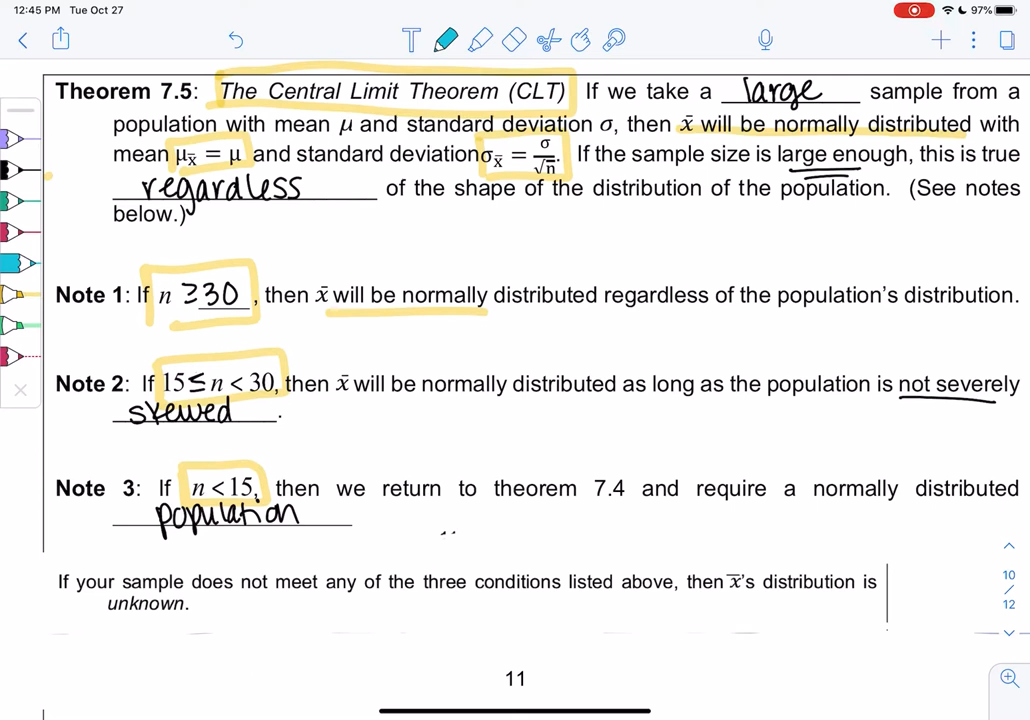 12:45 PM Tue Oct 27
97%
Theorem 7.5: The Central Limit Theorem (CLT) If we take a large sample from a
population with mean μ and standard deviation σ, then x̄ will be normally distributed with
mean μx̄ = μ and standard deviation σx̄ = σ/√n. If the sample size is large enough, this is true
regardless of the shape of the distribution of the population. (See notes
below.)
Note 1: If n ≥30, then x̄ will be normally distributed regardless of the population's distribution.
Note 2: If 15 ≤ n < 30, then x̄ will be normally distributed as long as the population is not severely
skewed.
Note 3: If n < 15, then we return to theorem 7.4 and require a normally distributed
population
If your sample does not meet any of the three conditions listed above, then x̄'s distribution is
unknown.
10
/
12
11